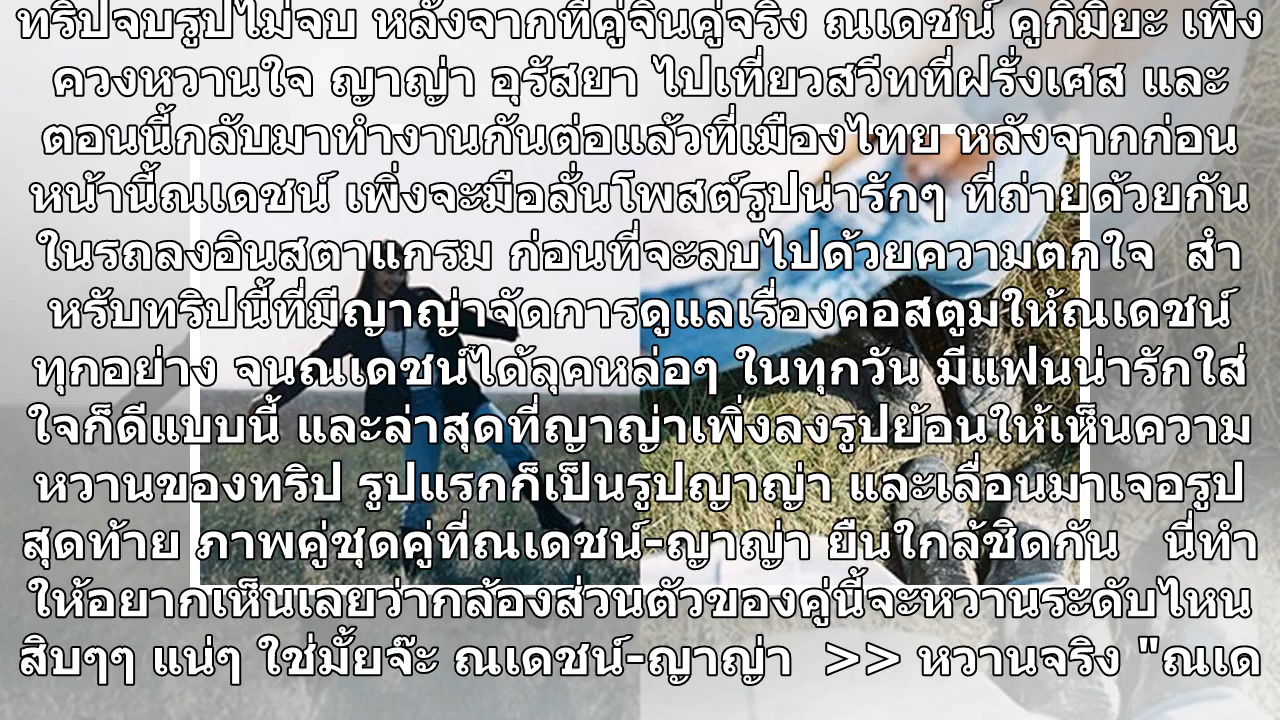 ทริปจบรูปไม่จบ หลังจากที่คู่จิ้นคู่จริง ณเดชน์ คูกิมิยะ เพิ่ง
ควงหวานใจ ญาญ่า อุรัสยา ไปเที่ยวสวีทที่ฝรั่งเศส และ
ตอนนี้กลับมาทำงานกันต่อแล้วที่เมืองไทย หลังจากก่อน
หน้านี้ณเดชน์ เพิ่งจะมือลั่นโพสต์รูปน่ารักๆ ที่ถ่ายด้วยกัน
ในรถลงอินสตาแกรม ก่อนที่จะลบไปด้วยความตกใจ สำ
หรับทริปนี้ที่มีญาญ่าจัดการดูแลเรื่องคอสตูมให้ณเดชน์
ทุกอย่าง จนณเดชน์ได้ลุคหล่อๆ ในทุกวัน มีแฟนน่ารักใส่
ใจก็ดีแบบนี้ และล่าสุดที่ญาญ่าเพิ่งลงรูปย้อนให้เห็นความ
หวานของทริป รูปแรกก็เป็นรูปญาญ่า และเลื่อนมาเจอรูป
สุดท้าย ภาพคู่ชุดคู่ที่ณเดชน์-ญาญ่า ยืนใกล้ชิดกัน นี่ทำ
ให้อยากเห็นเลยว่ากล้องส่วนตัวของคู่นี้จะหวานระดับไหน
สิบๆๆ แน่ๆ ใช่มั้ยจ๊ะ ณเดชน์-ญาญ่า >> หวานจริง "ณเด